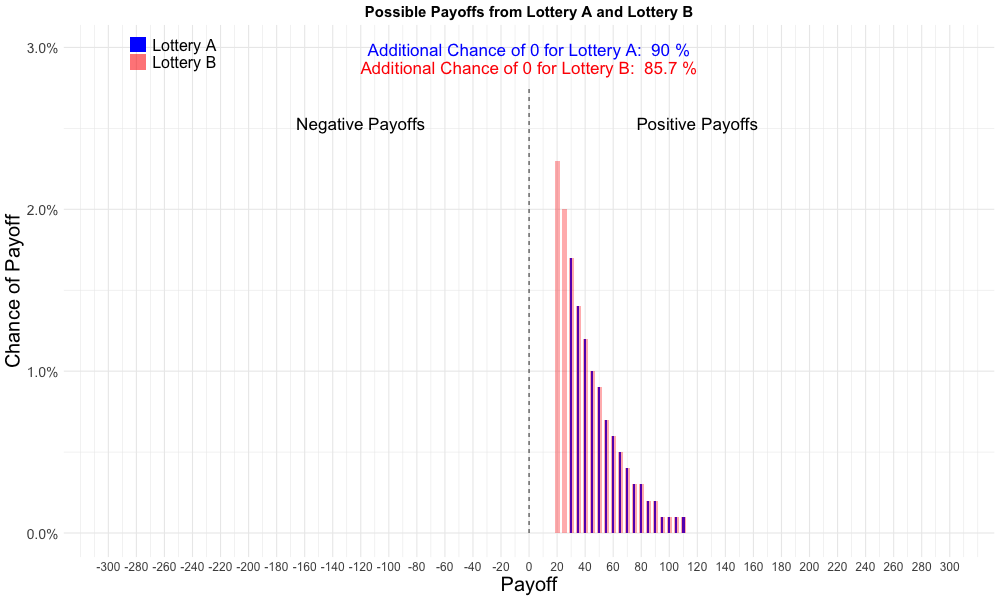 Possible Payoffs from Lottery A and Lottery B
Lottery A
Lottery B
Additional Chance of 0 for Lottery A:  90 %
Additional Chance of 0 for Lottery B:  85.7 %
Negative Payoffs
Positive Payoffs
Chance of Payoff
3.0%
2.0%
1.0%
0.0%
-300 -280 -260 -240 -220 -200 -180 -160 -140 -120 -100 -80 -60 -40 -20 0 20 40 60 80 100 120 140 160 180 200 220 240 260 280 300
Payoff